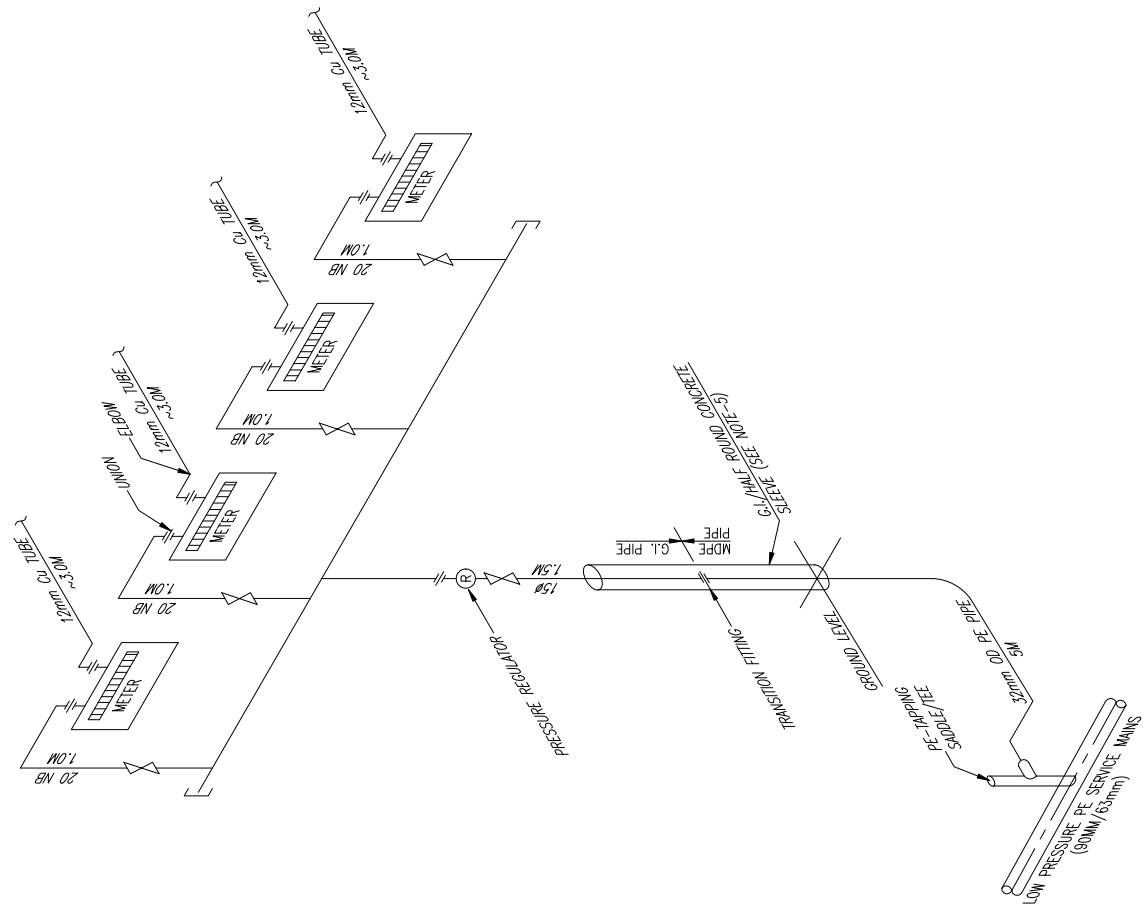 12mm Cu TUBE
~3.0M
METER
20 NB
1.0M
12mm Cu TUBE
~3.0M
METER
20 NB
1.0M
12mm Cu TUBE
~3.0M
ELBOW
UNION
METER
20 NB
1.0M
12mm Cu TUBE
~3.0M
METER
20 NB
1.0M
G.I./HALF ROUND CONCRETE
SLEEVE (SEE NOTE-5)
G.I. PIPE
MDPE
PIPE
15ø
1.5M
PRESSURE REGULATOR
TRANSITION FITTING
GROUND LEVEL
32mm OD PE PIPE
5M
PE-TAPPING
SADDLE/TEE
LOW PRESSURE PE SERVICE MAINS
(90MM/63mm)
R